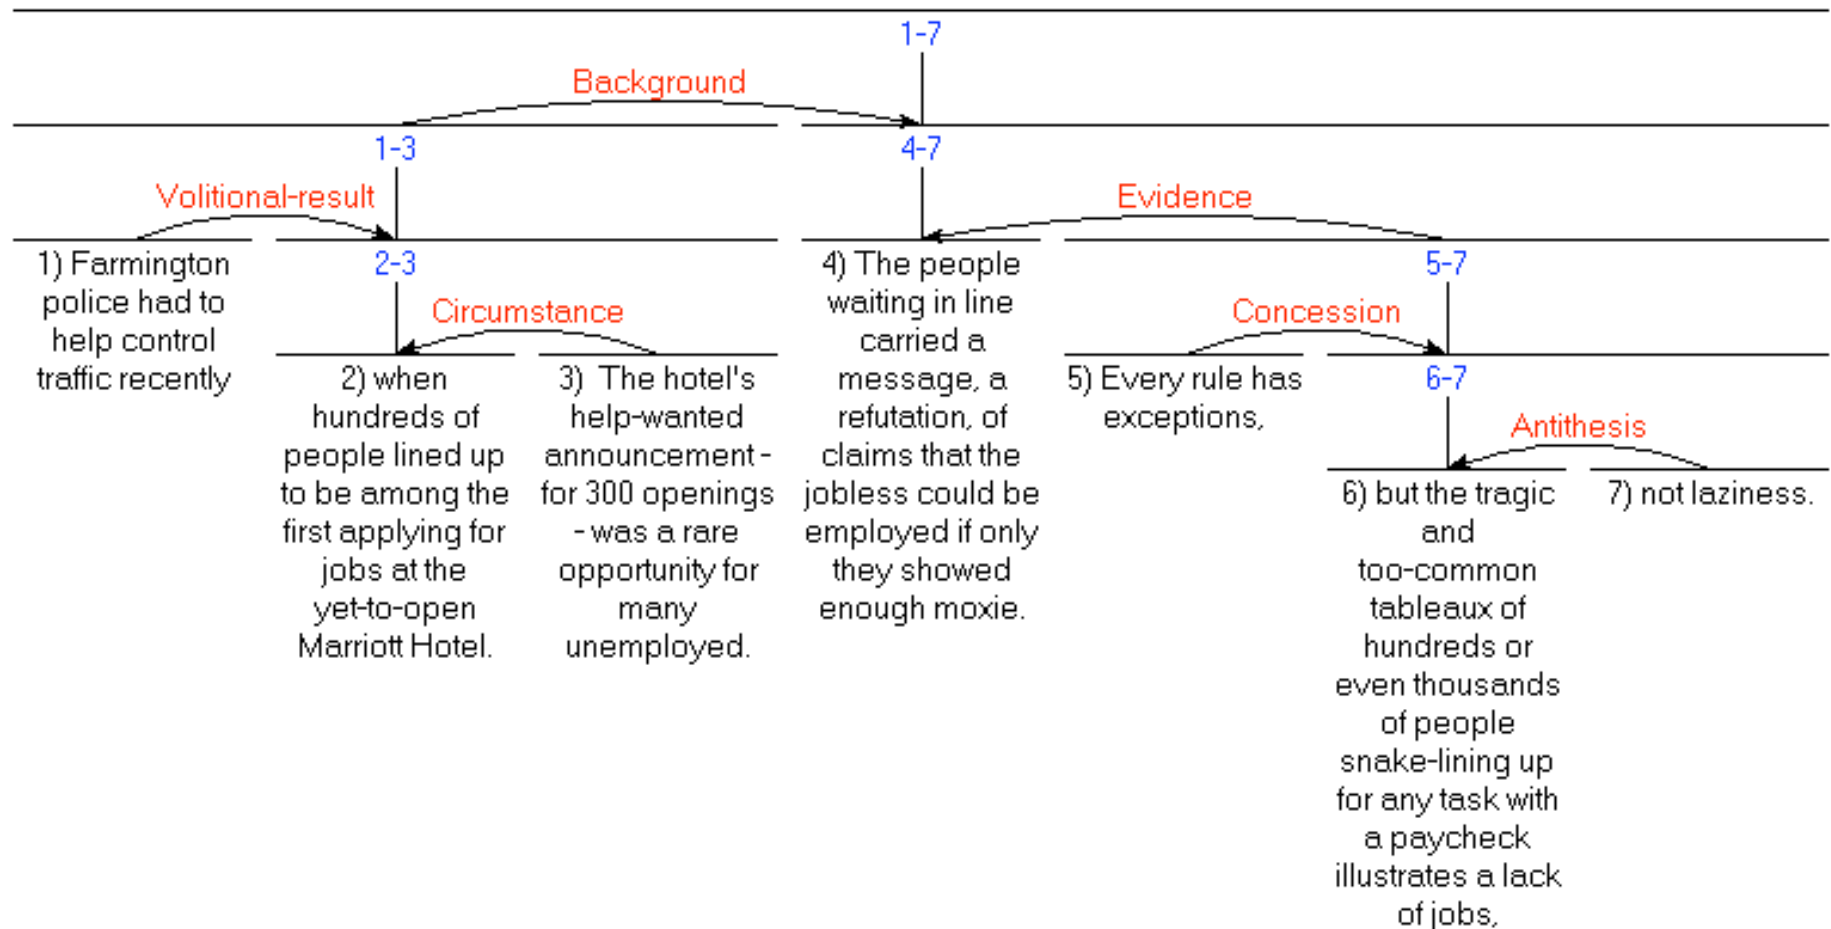 1-7
Background
1-3
4-7
Volitional-result
Evidence
1) Farmington
police had to
help control
traffic recently
2-3
Circumstance
2) when
hundreds of
people lined up
to be among the
first applying for
jobs at the
yet-to-open
Marriott Hotel.
3) The hotel's
help-wanted
announcement -
for 300 openings
- was a rare
opportunity for
many
unemployed.
4) The people
waiting in line
carried a
message, a
refutation, of
claims that the
jobless could be
employed if only
they showed
enough moxie.
5-7
Concession
5) Every rule has
exceptions,
6-7
Antithesis
6) but the tragic
and
too-common
tableaux of
hundreds or
even thousands
of people
snake-lining up
for any task with
a paycheck
illustrates a lack
of jobs,
7) not laziness.